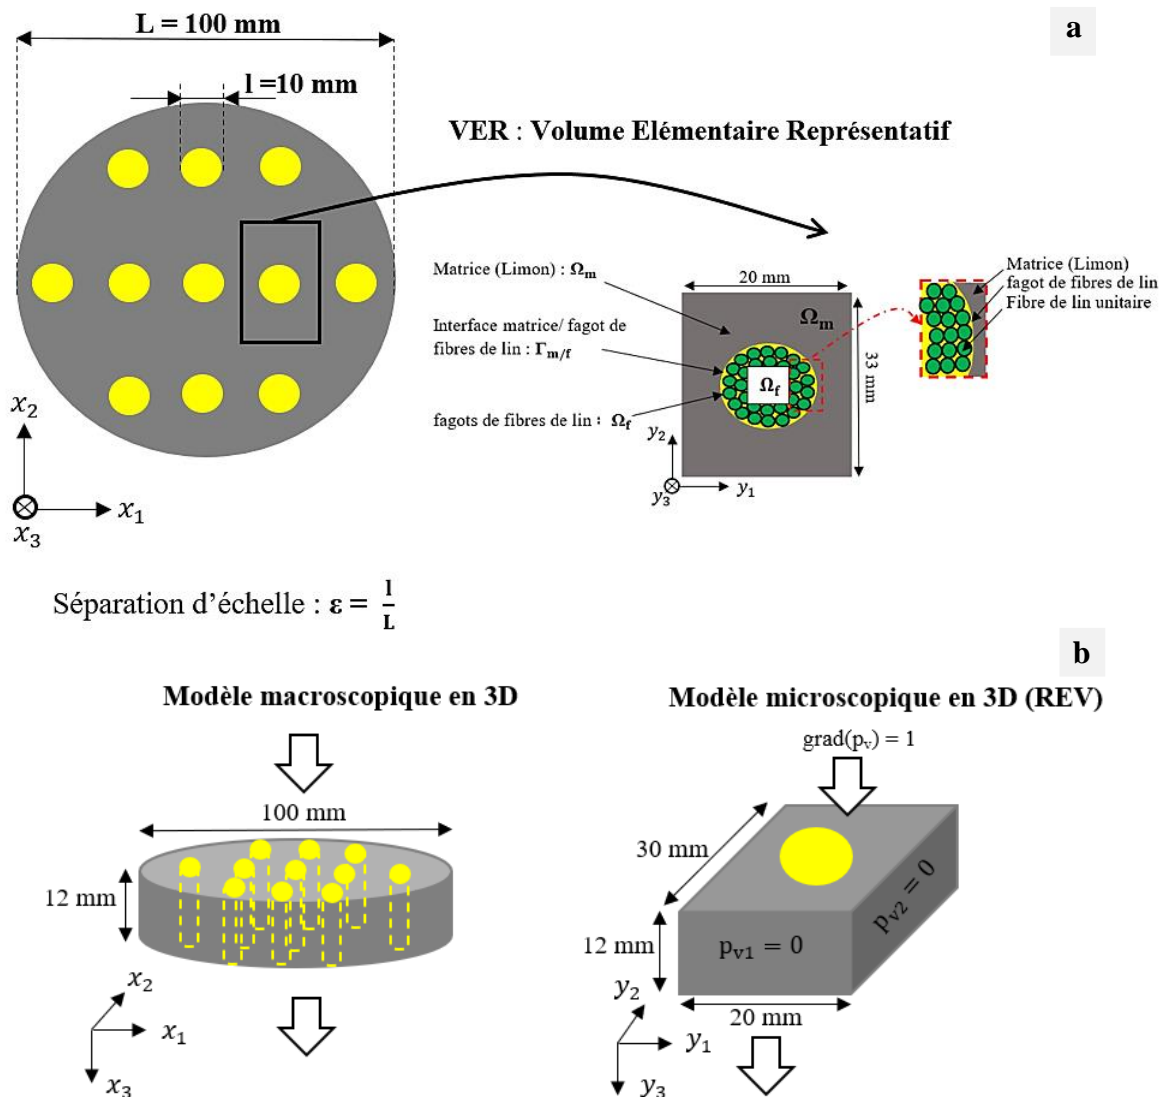 a
L = 100 mm
l =10 mm
VER : Volume Elémentaire Représentatif
Matrice (Limon) : Ωm
Interface matrice/ fagot de
fibres de lin : Γm/f
fagots de fibres de lin : Ωf
20 mm
Ωm
33 mm
Ωf
y2
y3
y1
Matrice (Limon)
fagot de fibres de lin
Fibre de lin unitaire
x2
x1
x3
Séparation d’échelle : ε = l/L
b
Modèle macroscopique en 3D
100 mm
12 mm
x2
x1
x3
Modèle microscopique en 3D (REV)
grad(pv) = 1
30 mm
12 mm
pv1 = 0
pv2 = 0
20 mm
y2
y1
y3